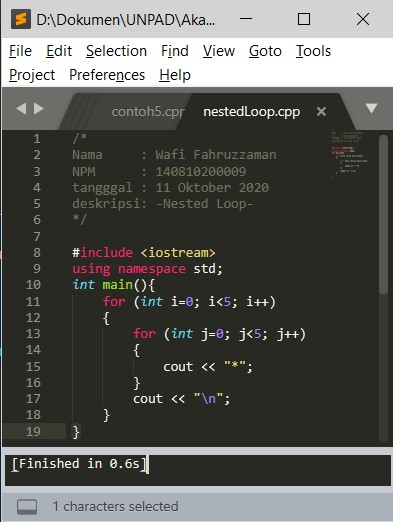 D:\Dokumen\UNPAD\Aka...
File Edit Selection Find View Goto Tools
Project Preferences Help
contoh5.cpp nestedLoop.cpp ×
1 /*
2 Nama : Wafi Fahruzzaman
3 NPM : 140810200009
4 tangggal : 11 Oktober 2020
5 deskripsi: -Nested Loop-
6 */
7
8 #include <iostream>
9 using namespace std;
10 int main(){
11 for (int i=0; i<5; i++)
12 {
13 for (int j=0; j<5; j++)
14 {
15 cout << "*";
16 }
17 cout << "\n";
18 }
19 }
[Finished in 0.6s]
1 characters selected